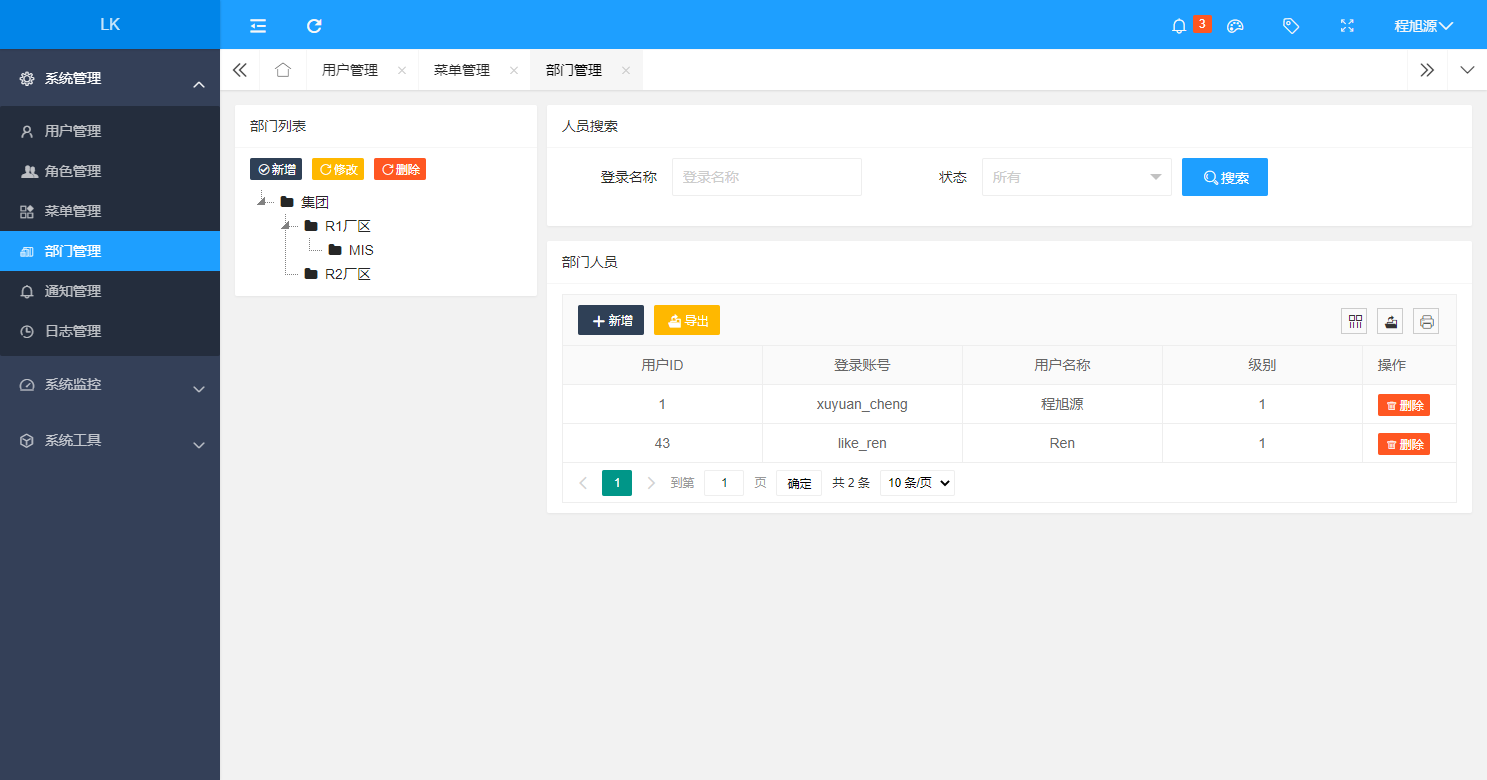 LK
3
程旭源
系统管理
用户管理
角色管理
菜单管理
部门管理
通知管理
日志管理
系统监控
系统工具
用户管理 菜单管理 部门管理
部门列表
新增 修改 删除
集团
R1厂区
MIS
R2厂区
人员搜索
登录名称 登录名称 状态 所有 搜索
部门人员
新增 导出
用户ID 登录账号 用户名称 级别 操作
1 xuyuan_cheng 程旭源 1 删除
43 like_ren Ren 1 删除
1 到第 1 页 确定 共 2 条 10 条/页